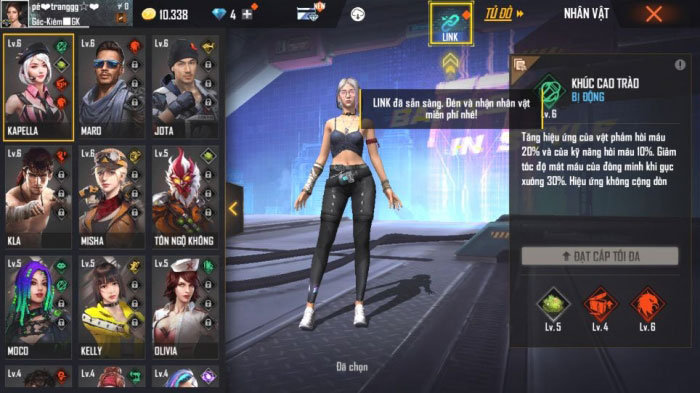 pé❤tranggg☆❤
Gác-Kiếm🆂GK
0
10.338
4
LINK
TỦ ĐỒ
NHÂN VẬT
Lv.6
KAPELLA
Lv.6
MARO
Lv.6
JOTA
Lv.6
KLA
Lv.6
MISHA
Lv.5
TÔN NGỘ KHÔNG
Lv.5
MOCO
Lv.5
KELLY
Lv.5
OLIVIA
Lv.4
Lv.4
Lv.4
LINK đã sẵn sàng. Đến và nhận nhân vật
miễn phí nhé!
Đã chọn
KHÚC CAO TRÀO
BỊ ĐỘNG
Lv.6
Tăng hiệu ứng của vật phẩm hồi máu
20% và của kỹ năng hồi máu 10%. Giảm
tốc độ mất máu của đồng minh khi gục
xuống 30%. Hiệu ứng không cộng dồn
ĐẠT CẤP TỐI ĐA
Lv.5
Lv.4
Lv.6